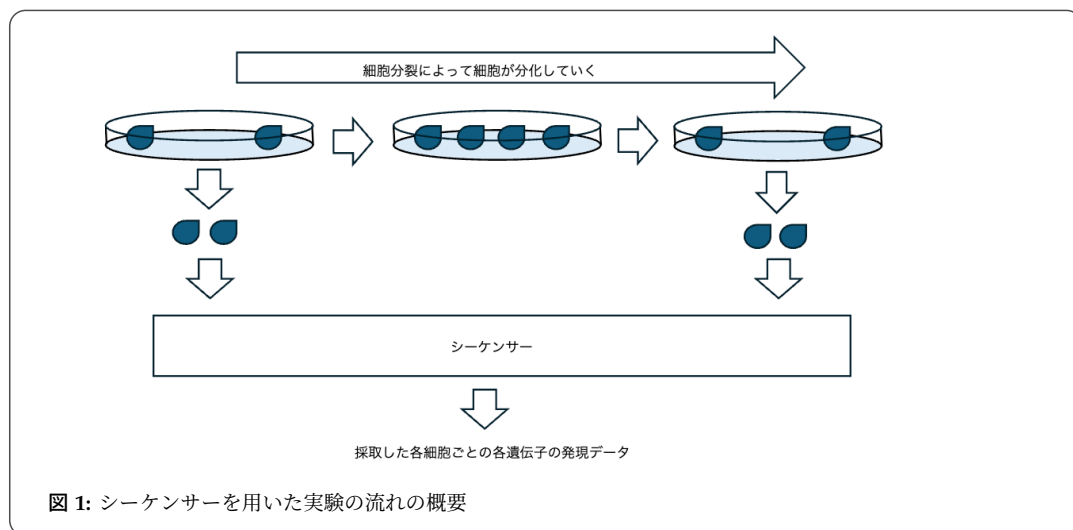 細胞分裂によって細胞が分化していく
シーケンサー
採取した各細胞ごとの各遺伝子の発現データ
図 1: シーケンサーを用いた実験の流れの概要